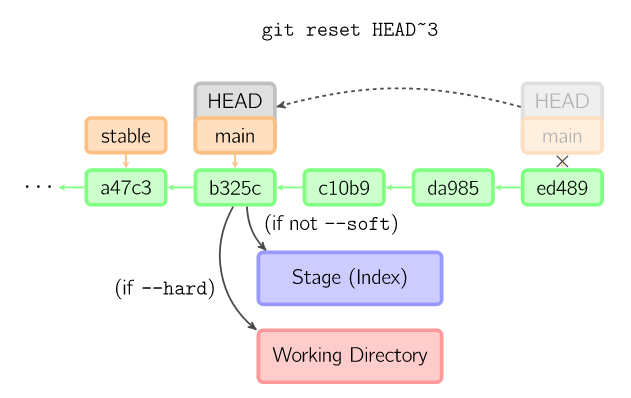 git reset HEAD~3
HEAD HEAD
stable main main
··· a47c3 b325c c10b9 da985 ed489
(if not --soft)
Stage (Index)
(if --hard)
Working Directory